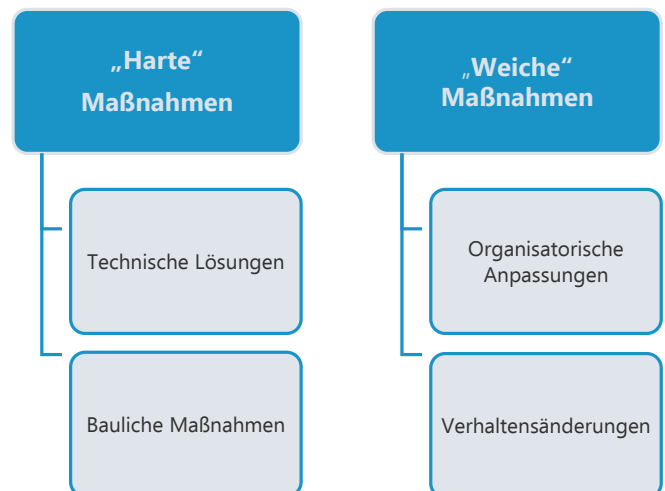 „Harte“
Maßnahmen
Technische Lösungen
Bauliche Maßnahmen
„Weiche“
Maßnahmen
Organisatorische
Anpassungen
Verhaltensänderungen